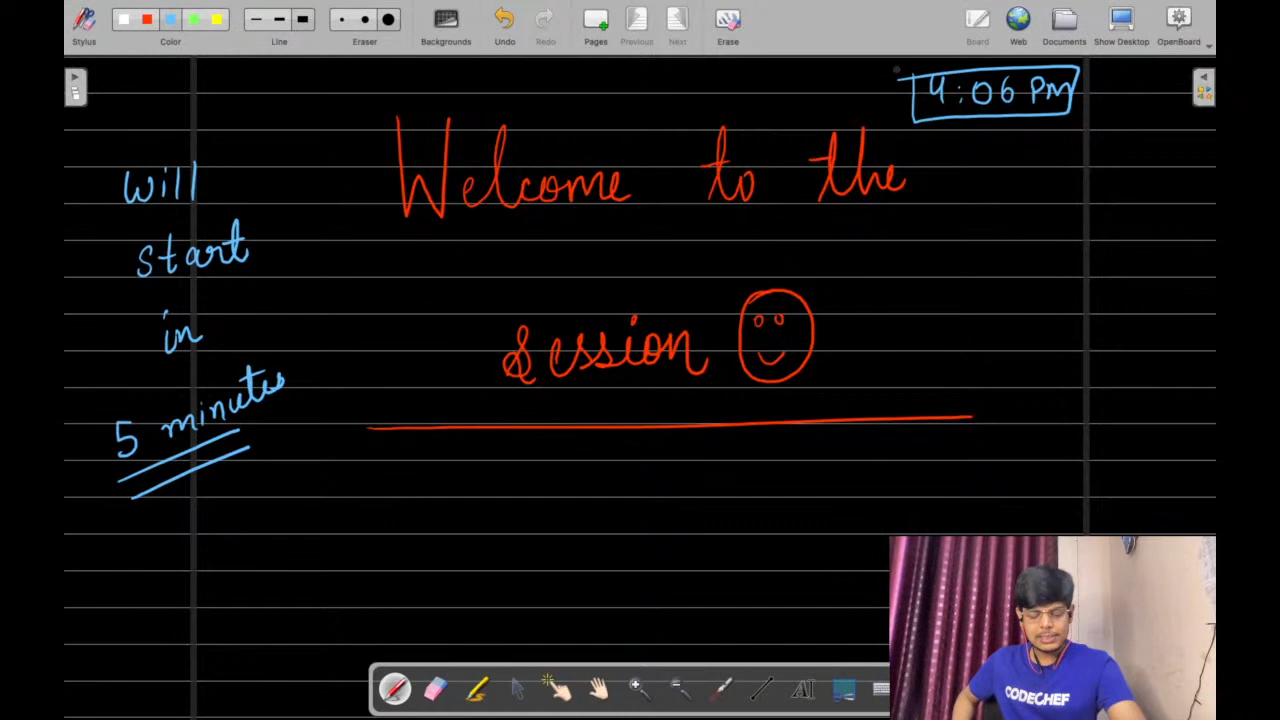 Stylus
Color
Line
Eraser
Backgrounds
Undo
Redo
Pages
Previous
Next
Erase
Board
Web
Documents
Show Desktop
OpenBoard
4:06 Pm
Welcome to the
Session
will
start
in
5 minutes
AI
CODECHEF